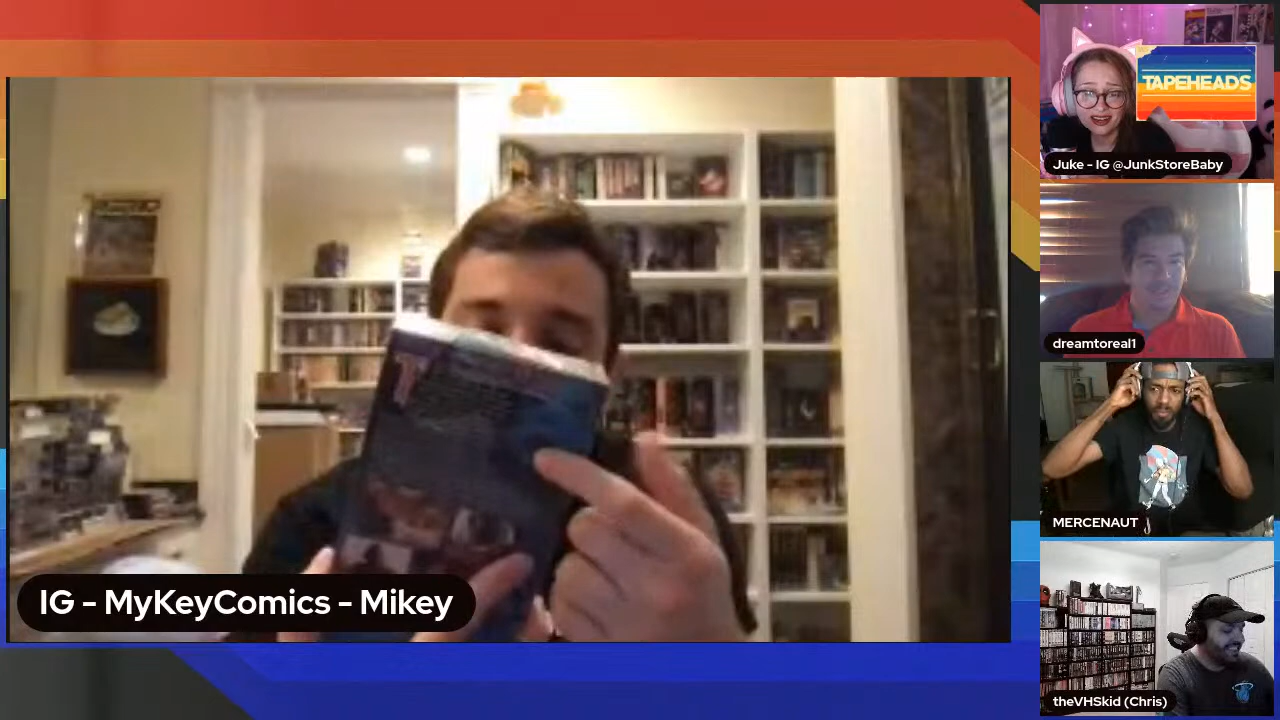 IG - MyKeyComics - Mikey
TAPEHEADS
Juke - IG @JunkStoreBaby
dreamtoreal1
MERCENAUT
theVHSkid (Chris)